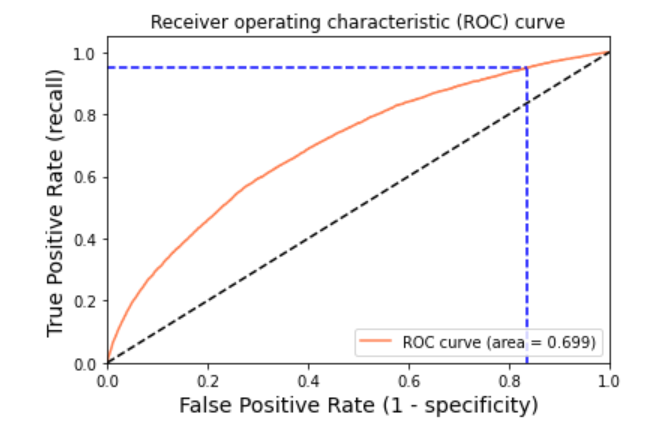 Receiver operating characteristic (ROC) curve
True Positive Rate (recall)
1.0
0.8
0.6
0.4
0.2
0.0
ROC curve (area = 0.699)
0.0 0.2 0.4 0.6 0.8 1.0
False Positive Rate (1 - specificity)